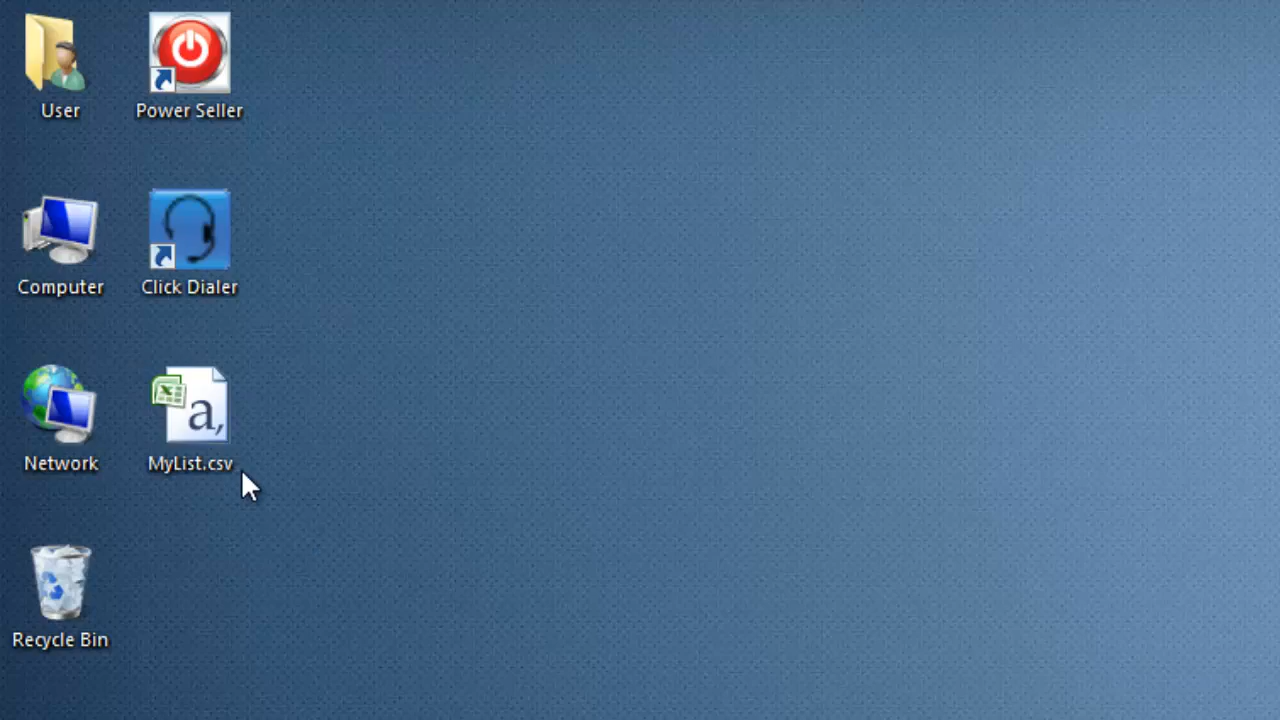 User
Power Seller
Computer
Click Dialer
a,
Network
MyList.csv
Recycle Bin